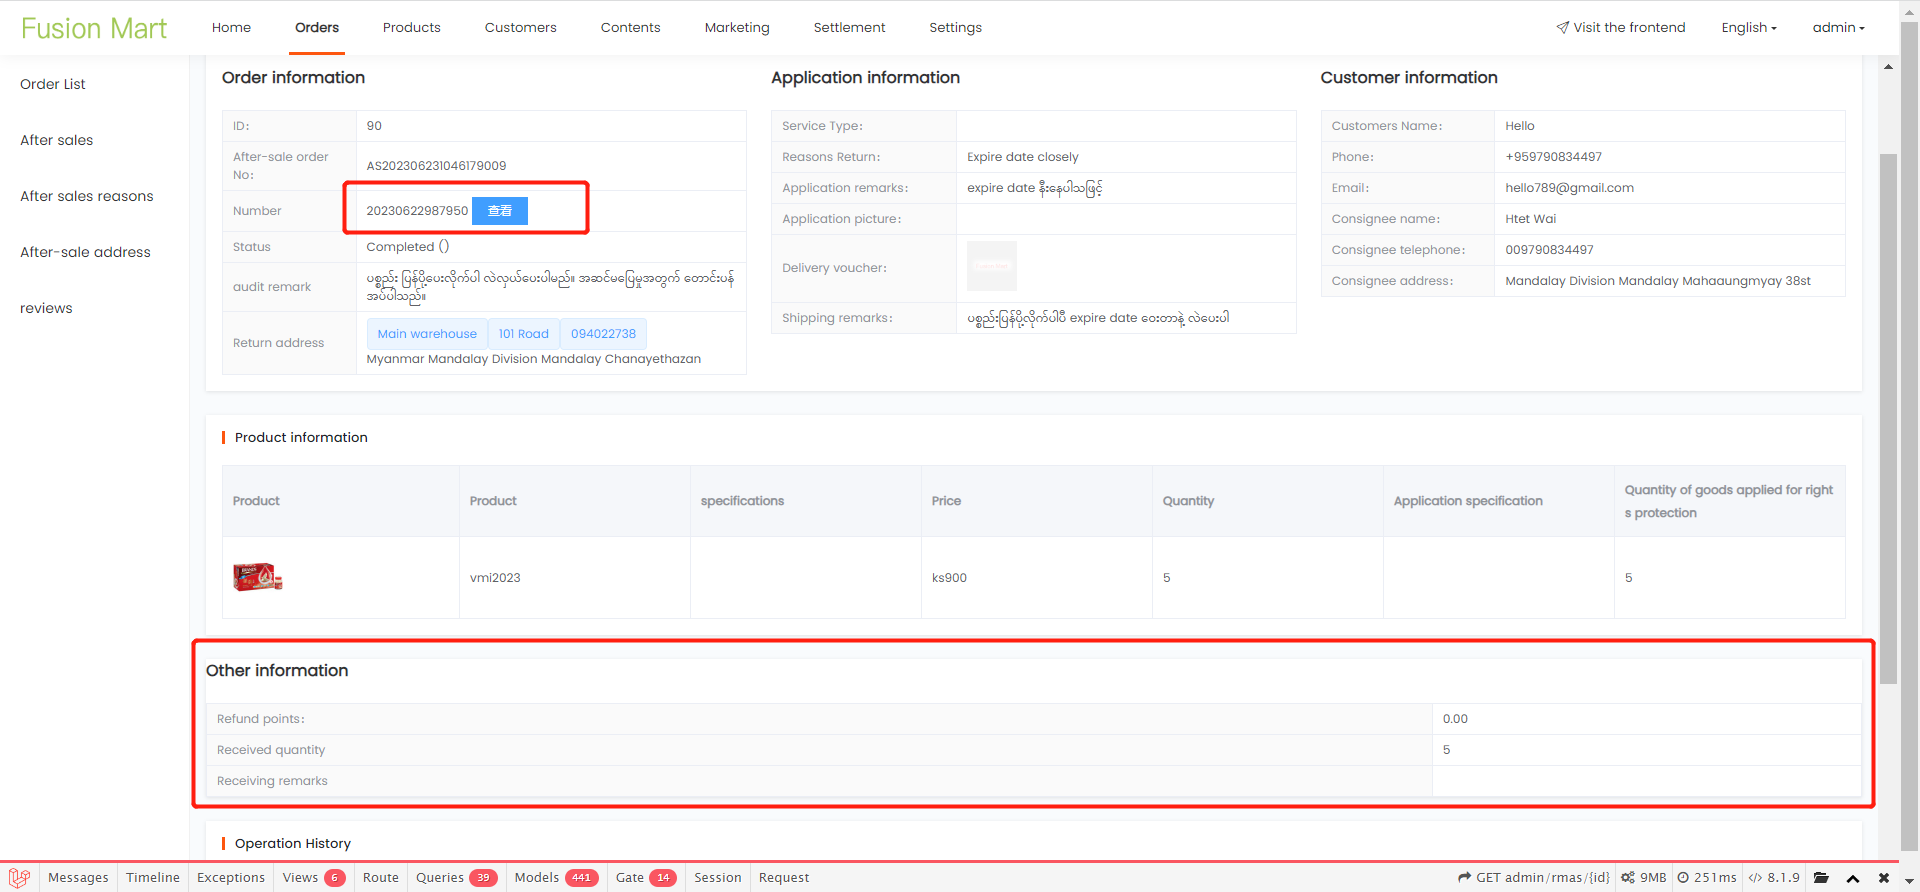 Fusion Mart
Home
Orders
Products
Customers
Contents
Marketing
Settlement
Settings
Visit the frontend
English
admin
Order List
After sales
After sales reasons
After-sale address
reviews
Order information
ID:
90
After-sale order
No:
AS202306231046179009
Number
20230622987950
查看
Status
Completed ()
audit remark
ပစ္စည်း ပြန်ပို့ပေးလိုက်ပါ လဲလှယ်ပေးပါမည်။ အဆင်မပြေမှုအတွက် တောင်းပန်
အပ်ပါသည်။
Return address
Main warehouse
101 Road
094022738
Myanmar Mandalay Division Mandalay Chanayethazan
Application information
Service Type:
Reasons Return:
Expire date closely
Application remarks:
expire date နီးနေပါသဖြင့်
Application picture:
Delivery voucher:
Shipping remarks:
ပစ္စည်းပြန်ပို့လိုက်ပါပီ expire date ဝေးတာနဲ့ လဲပေးပါ
Customer information
Customers Name:
Hello
Phone:
+959790834497
Email:
hello789@gmail.com
Consignee name:
Htet Wai
Consignee telephone:
009790834497
Consignee address:
Mandalay Division Mandalay Mahaaungmyay 38st
Product information
Product
Product
specifications
Price
Quantity
Application specification
Quantity of goods applied for right
s protection
vmi2023
ks900
5
5
Other information
Refund points:
0.00
Received quantity
5
Receiving remarks
Operation History
Messages
Timeline
Exceptions
Views 6
Route
Queries 39
Models 441
Gate 14
Session
Request
GET admin/rmas/{id}
9MB
251ms
8.1.9